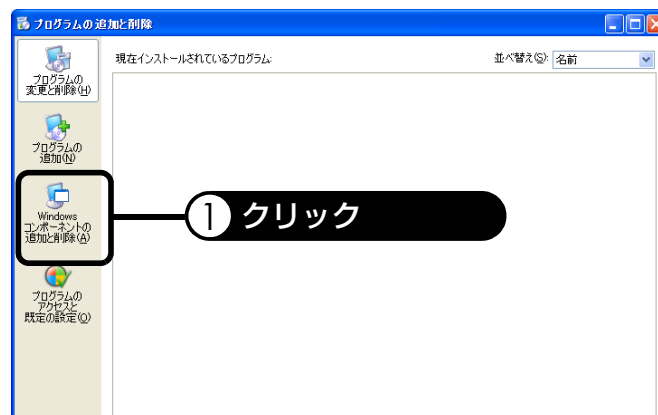 プログラムの追加と削除
現在インストールされているプログラム:
並べ替え(S):
名前
プログラムの
変更と削除(H)
プログラムの
追加(N)
Windows
コンポーネントの
追加と削除(A)
① クリック
プログラムの
アクセスと
既定の設定(O)